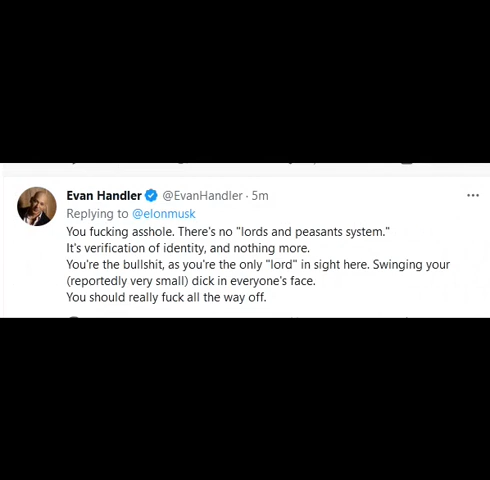 Evan Handler @EvanHandler · 5m
Replying to @elonmusk
You fucking asshole. There's no "lords and peasants system."
It's verification of identity, and nothing more.
You're the bullshit, as you're the only "lord" in sight here. Swinging your
(reportedly very small) dick in everyone's face.
You should really fuck all the way off.